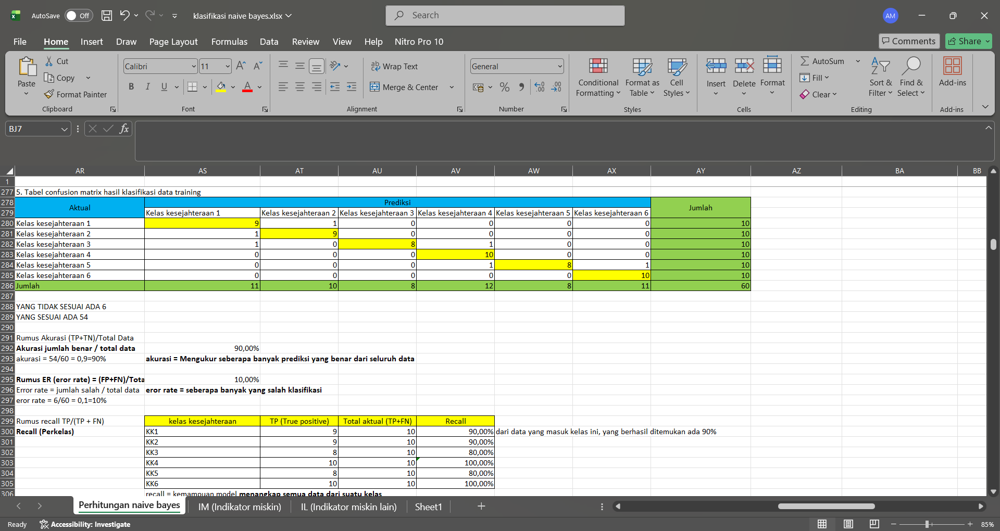 AutoSave Off klasifikasi naive bayes.xlsx Search AM
File Home Insert Draw Page Layout Formulas Data Review View Help Nitro Pro 10 Comments Share
Paste Cut Copy Format Painter Clipboard
Calibri 11 B I U A Font
Wrap Text Merge & Center Alignment
General % Number
Conditional Formatting Format as Table Cell Styles Styles
Insert Delete Format Cells
AutoSum Fill Clear Sort & Filter Find & Select Editing
Add-ins Add-ins
BJ7 fx
AR AS AT AU AV AW AX AY AZ BA BB
1
277 5. Tabel confusion matrix hasil klasifikasi data training
278 Aktual Prediksi Jumlah
279 Kelas kesejahteraan 1 Kelas kesejahteraan 2 Kelas kesejahteraan 3 Kelas kesejahteraan 4 Kelas kesejahteraan 5 Kelas kesejahteraan 6
280 Kelas kesejahteraan 1 9 1 0 0 0 0 10
281 Kelas kesejahteraan 2 1 9 0 0 0 0 10
282 Kelas kesejahteraan 3 1 0 8 1 0 0 10
283 Kelas kesejahteraan 4 0 0 0 10 0 0 10
284 Kelas kesejahteraan 5 0 0 0 1 8 1 10
285 Kelas kesejahteraan 6 0 0 0 0 0 10 10
286 Jumlah 11 10 8 12 8 11 60
287
288 YANG TIDAK SESUAI ADA 6
289 YANG SESUAI ADA 54
290
291 Rumus Akurasi (TP+TN)/Total Data
292 Akurasi jumlah benar / total data 90,00%
293 akurasi = 54/60 = 0,9=90% akurasi = Mengukur seberapa banyak prediksi yang benar dari seluruh data
294
295 Rumus ER (eror rate) = (FP+FN)/Tota 10,00%
296 Error rate = jumlah salah / total data eror rate = seberapa banyak yang salah klasifikasi
297 eror rate = 6/60 = 0,1=10%
298
299 Rumus recall TP/(TP + FN) kelas kesejahteraan TP (True positive) Total aktual (TP+FN) Recall
300 Recall (Perkelas) KK1 9 10 90,00% dari data yang masuk kelas ini, yang berhasil ditemukan ada 90%
301 KK2 9 10 90,00%
302 KK3 8 10 80,00%
303 KK4 10 10 100,00%
304 KK5 8 10 80,00%
305 KK6 10 10 100,00%
306 recall = kemampuan model menangkap semua data dari suatu kelas
Perhitungan naive bayes IM (Indikator miskin) IL (Indikator miskin lain) Sheet1
Ready Accessibility: Investigate 85%